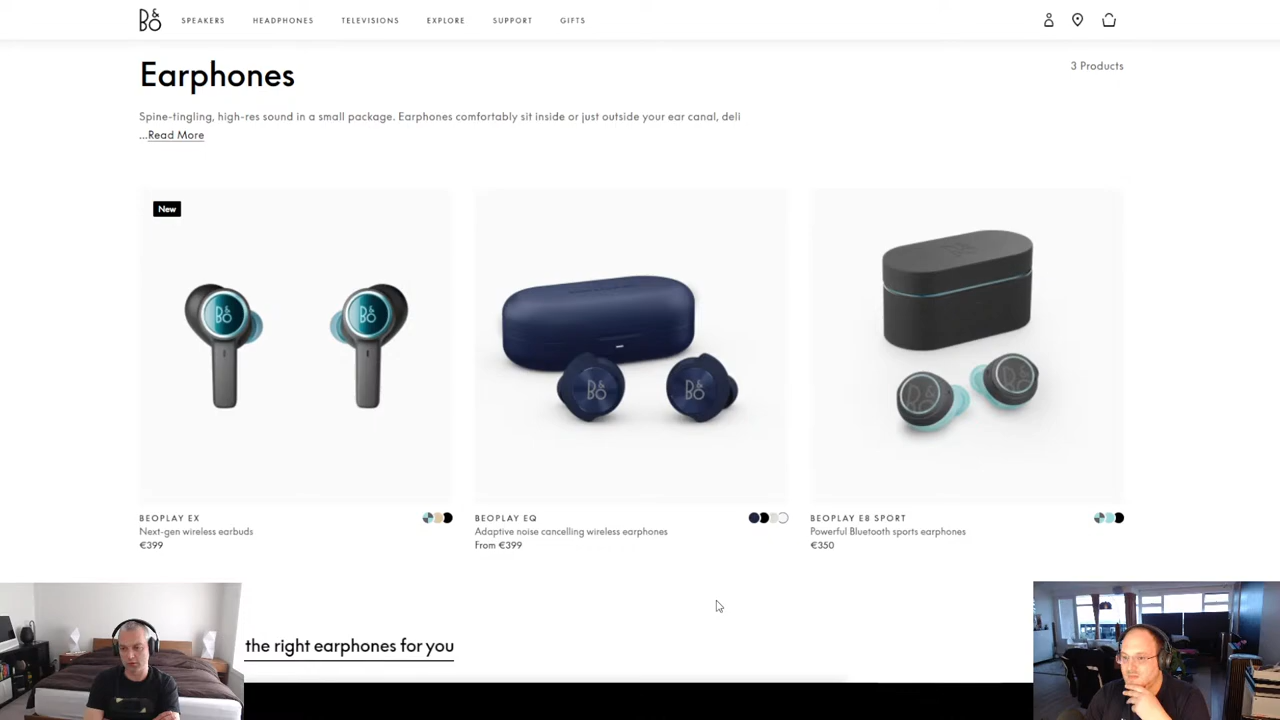 B&O SPEAKERS HEADPHONES TELEVISIONS EXPLORE SUPPORT GIFTS
Earphones
3 Products
Spine-tingling, high-res sound in a small package. Earphones comfortably sit inside or just outside your ear canal, deli
...Read More
New
B&O B&O
B&O B&O
BEOPLAY EX
Next-gen wireless earbuds
€399
BEOPLAY EQ
Adaptive noise cancelling wireless earphones
From €399
BEOPLAY E8 SPORT
Powerful Bluetooth sports earphones
€350
the right earphones for you